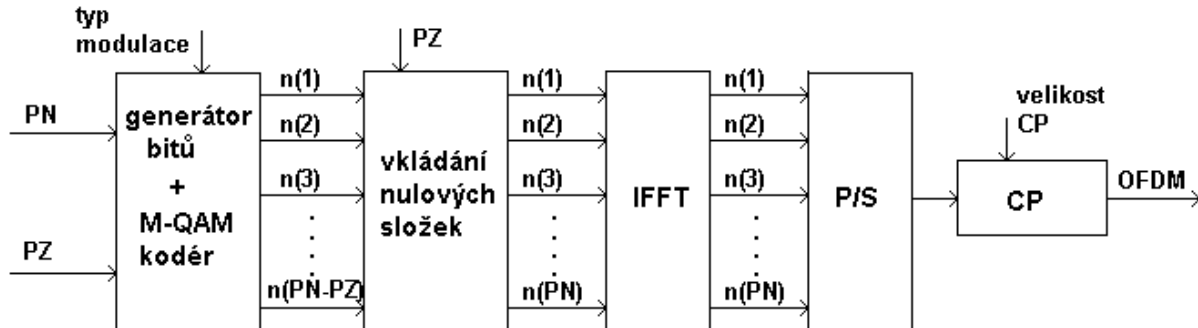 typ
modulace
PN
PZ
generátor
bitů
+
M-QAM
kodér
n(1)
n(2)
n(3)
n(PN-PZ)
PZ
vkládání
nulových
složek
n(1)
n(2)
n(3)
n(PN)
IFFT
n(1)
n(2)
n(3)
n(PN)
P/S
velikost
CP
CP
OFDM